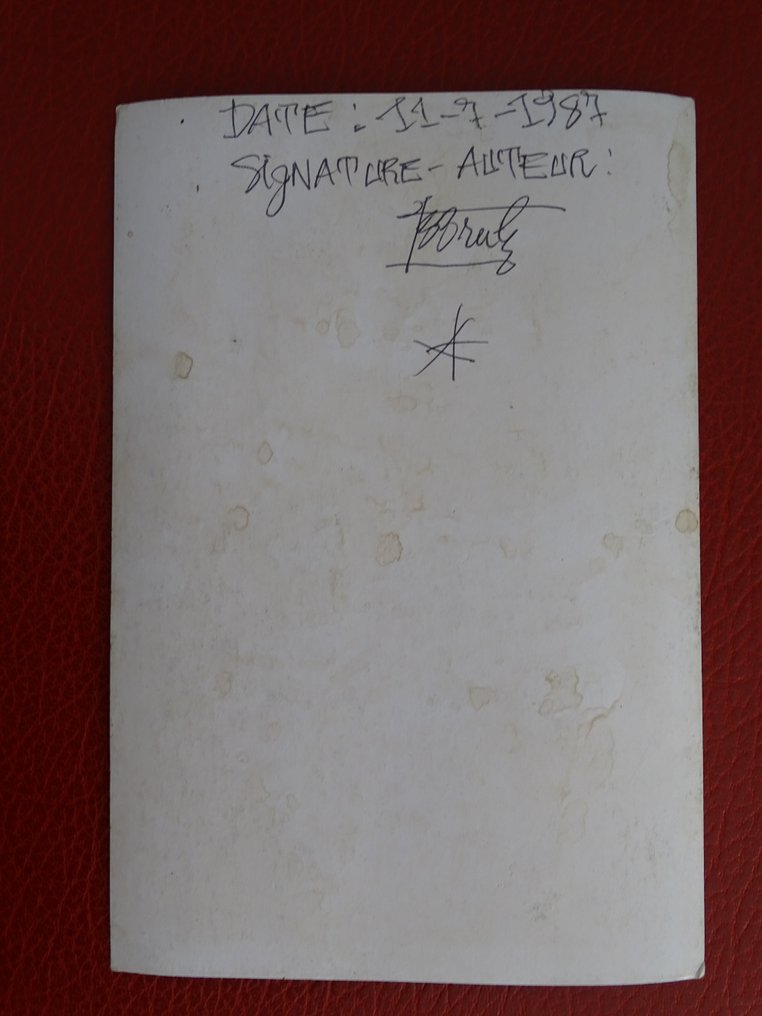 DATE : 11-7-1987
SIgNATURE - AUTEUR :